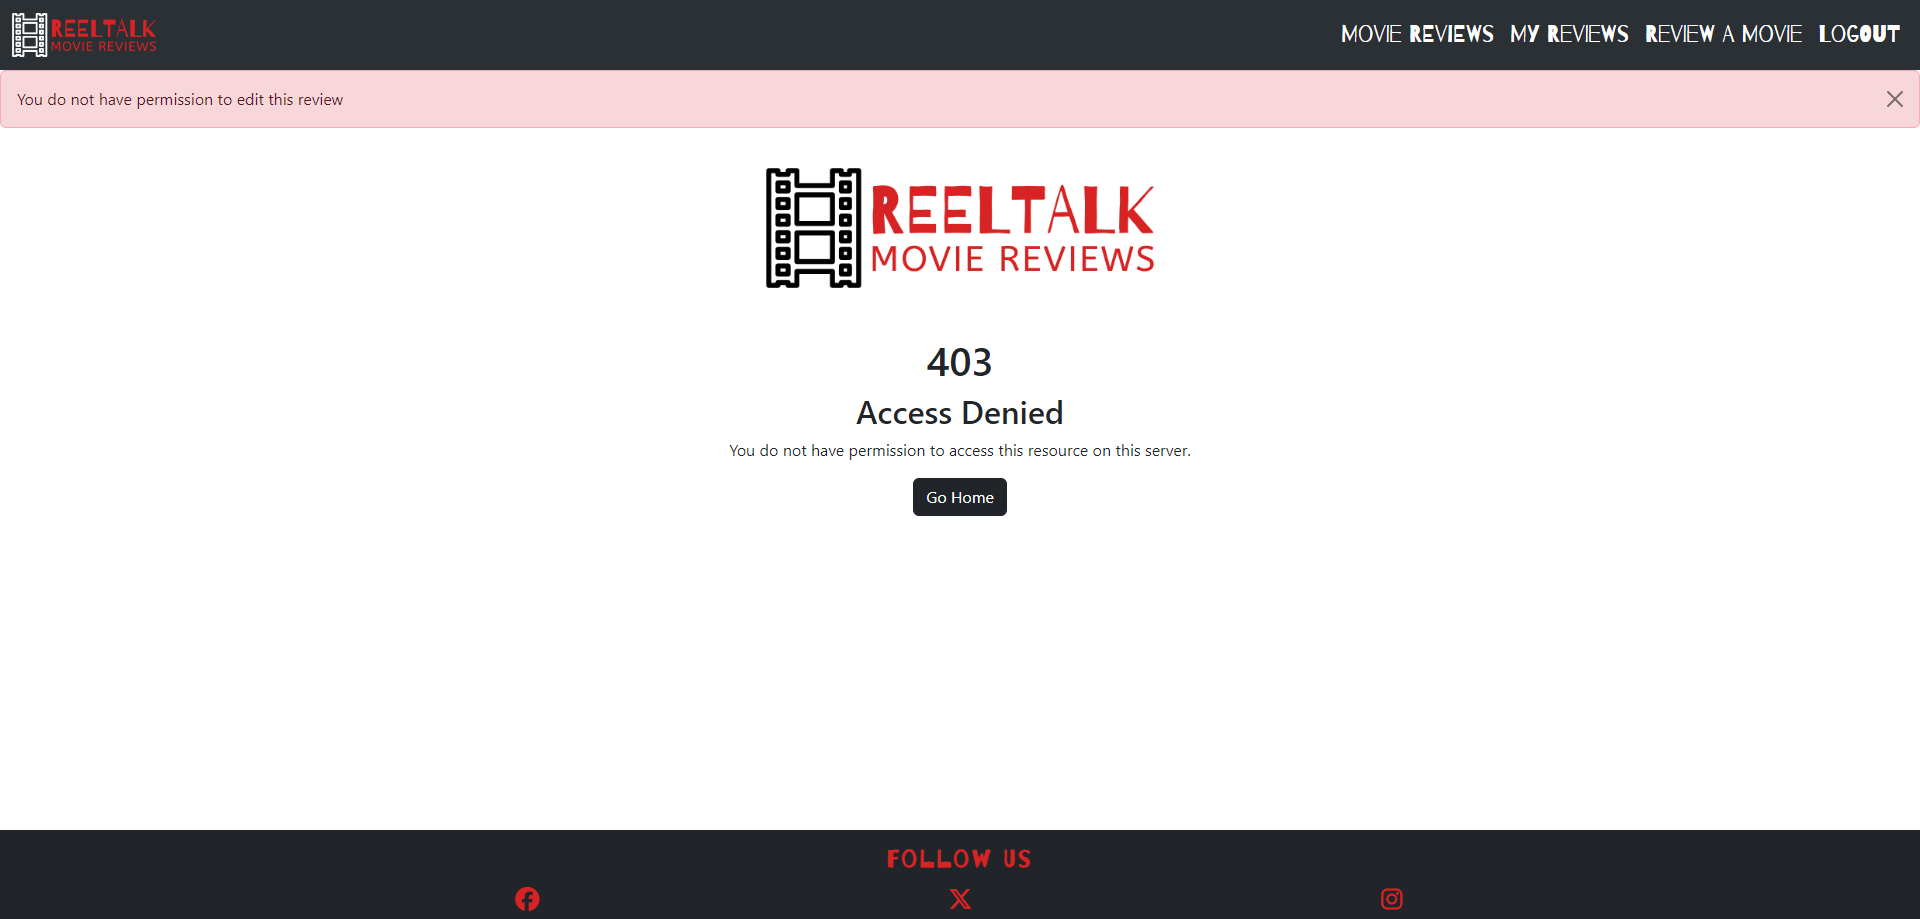 REELTALK
MOVIE REVIEWS
MOVIE REVIEWS MY REVIEWS REVIEW A MOVIE LOGOUT
You do not have permission to edit this review
REELTALK
MOVIE REVIEWS
403
Access Denied
You do not have permission to access this resource on this server.
Go Home
FOLLOW US